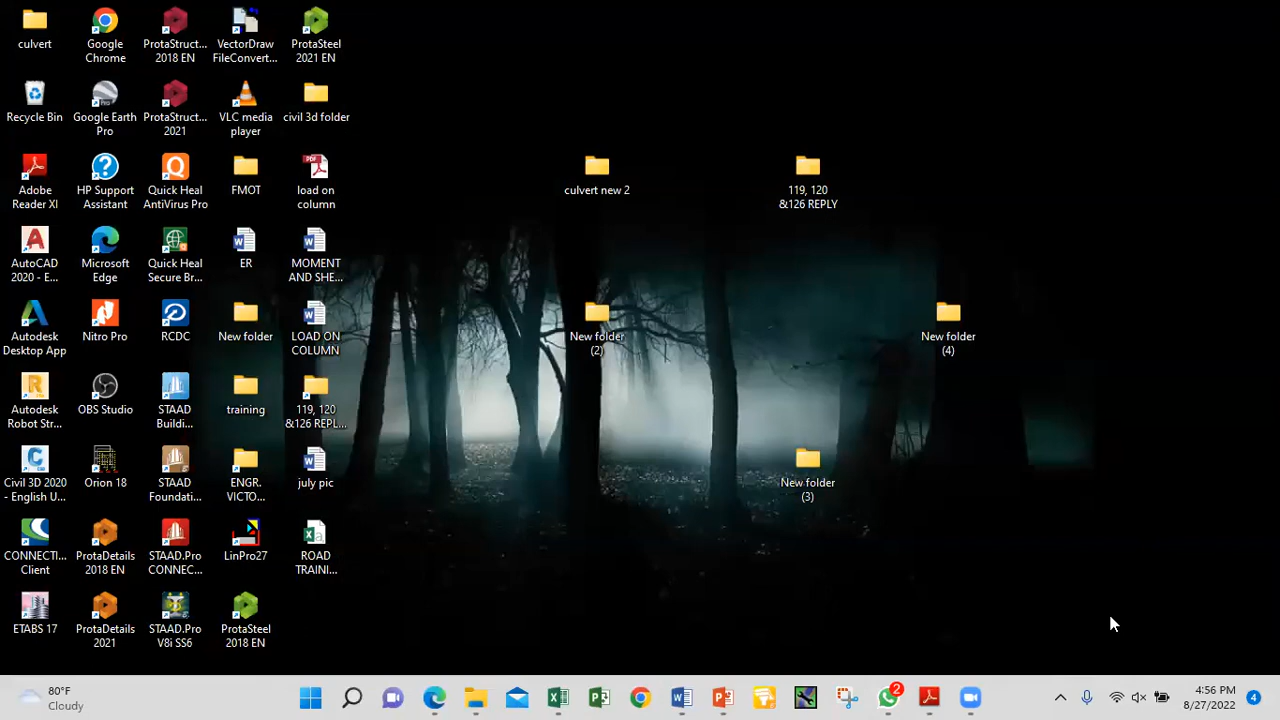 culvert
Google
Chrome
ProtaStruct...
2018 EN
VectorDraw
FileConvert...
ProtaSteel
2021 EN
Recycle Bin
Google Earth
Pro
ProtaStruct...
2021
VLC media
player
civil 3d folder
Adobe
Reader XI
HP Support
Assistant
Quick Heal
AntiVirus Pro
FMOT
load on
column
culvert new 2
119, 120
&126 REPLY
AutoCAD
2020 - E...
Microsoft
Edge
Quick Heal
Secure Br...
ER
MOMENT
AND SHE...
Autodesk
Desktop App
Nitro Pro
RCDC
New folder
LOAD ON
COLUMN
New folder
(2)
New folder
(4)
Autodesk
Robot Str...
OBS Studio
STAAD
Buildi...
training
119, 120
&126 REPL...
Civil 3D 2020
- English U...
Orion 18
STAAD
Foundati...
ENGR.
VICTO...
july pic
New folder
(3)
CONNECTI...
Client
ProtaDetails
2018 EN
STAAD.Pro
CONNEC...
LinPro27
ROAD
TRAINI...
ETABS 17
ProtaDetails
2021
STAAD.Pro
V8i SS6
ProtaSteel
2018 EN
80°F
Cloudy
2
4:56 PM
8/27/2022
4